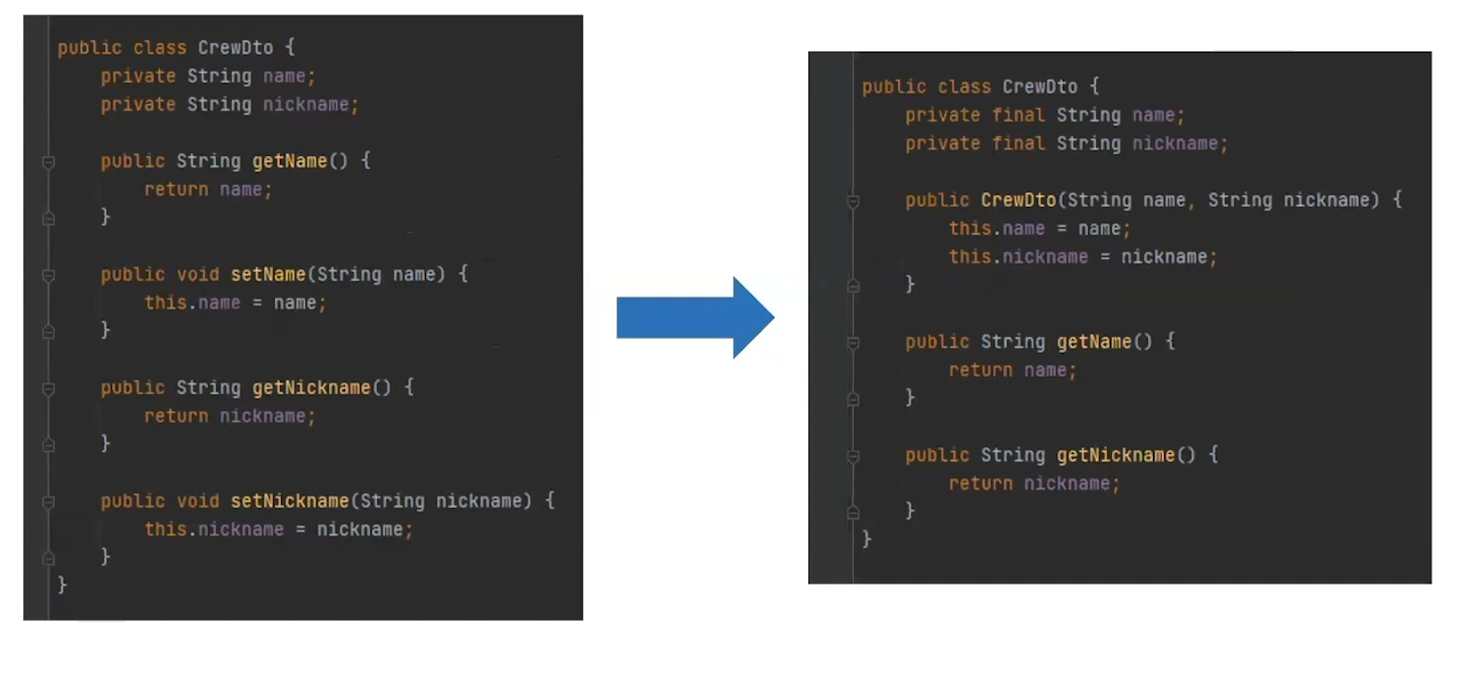 public class CrewDto {
    private String name;
    private String nickname;
    public String getName() {
        return name;
    }
    public void setName(String name) {
        this.name = name;
    }
    public String getNickname() {
        return nickname;
    }
    public void setNickname(String nickname) {
        this.nickname = nickname;
    }
}
public class CrewDto {
    private final String name;
    private final String nickname;
    public CrewDto(String name, String nickname) {
        this.name = name;
        this.nickname = nickname;
    }
    public String getName() {
        return name;
    }
    public String getNickname() {
        return nickname;
    }
}